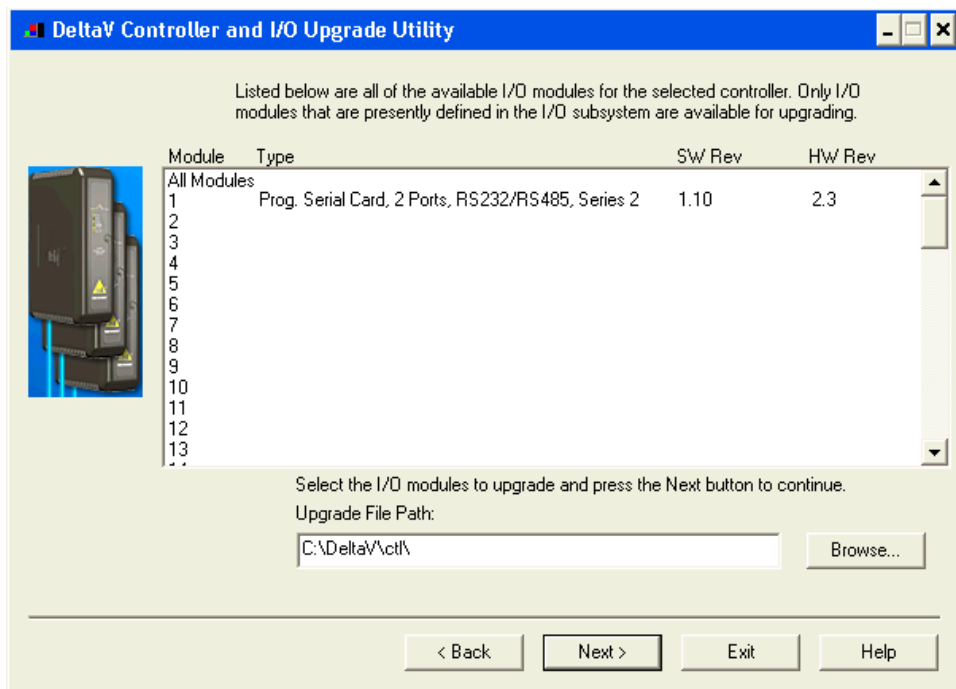 DeltaV Controller and I/O Upgrade Utility
Listed below are all of the available I/O modules for the selected controller. Only I/O
modules that are presently defined in the I/O subsystem are available for upgrading.
Module Type SW Rev HW Rev
All Modules
1 Prog. Serial Card, 2 Ports, RS232/RS485, Series 2 1.10 2.3
2
3
4
5
6
7
8
9
10
11
12
13
Select the I/O modules to upgrade and press the Next button to continue.
Upgrade File Path:
C:\DeltaV\ctl\
Browse...
< Back Next > Exit Help